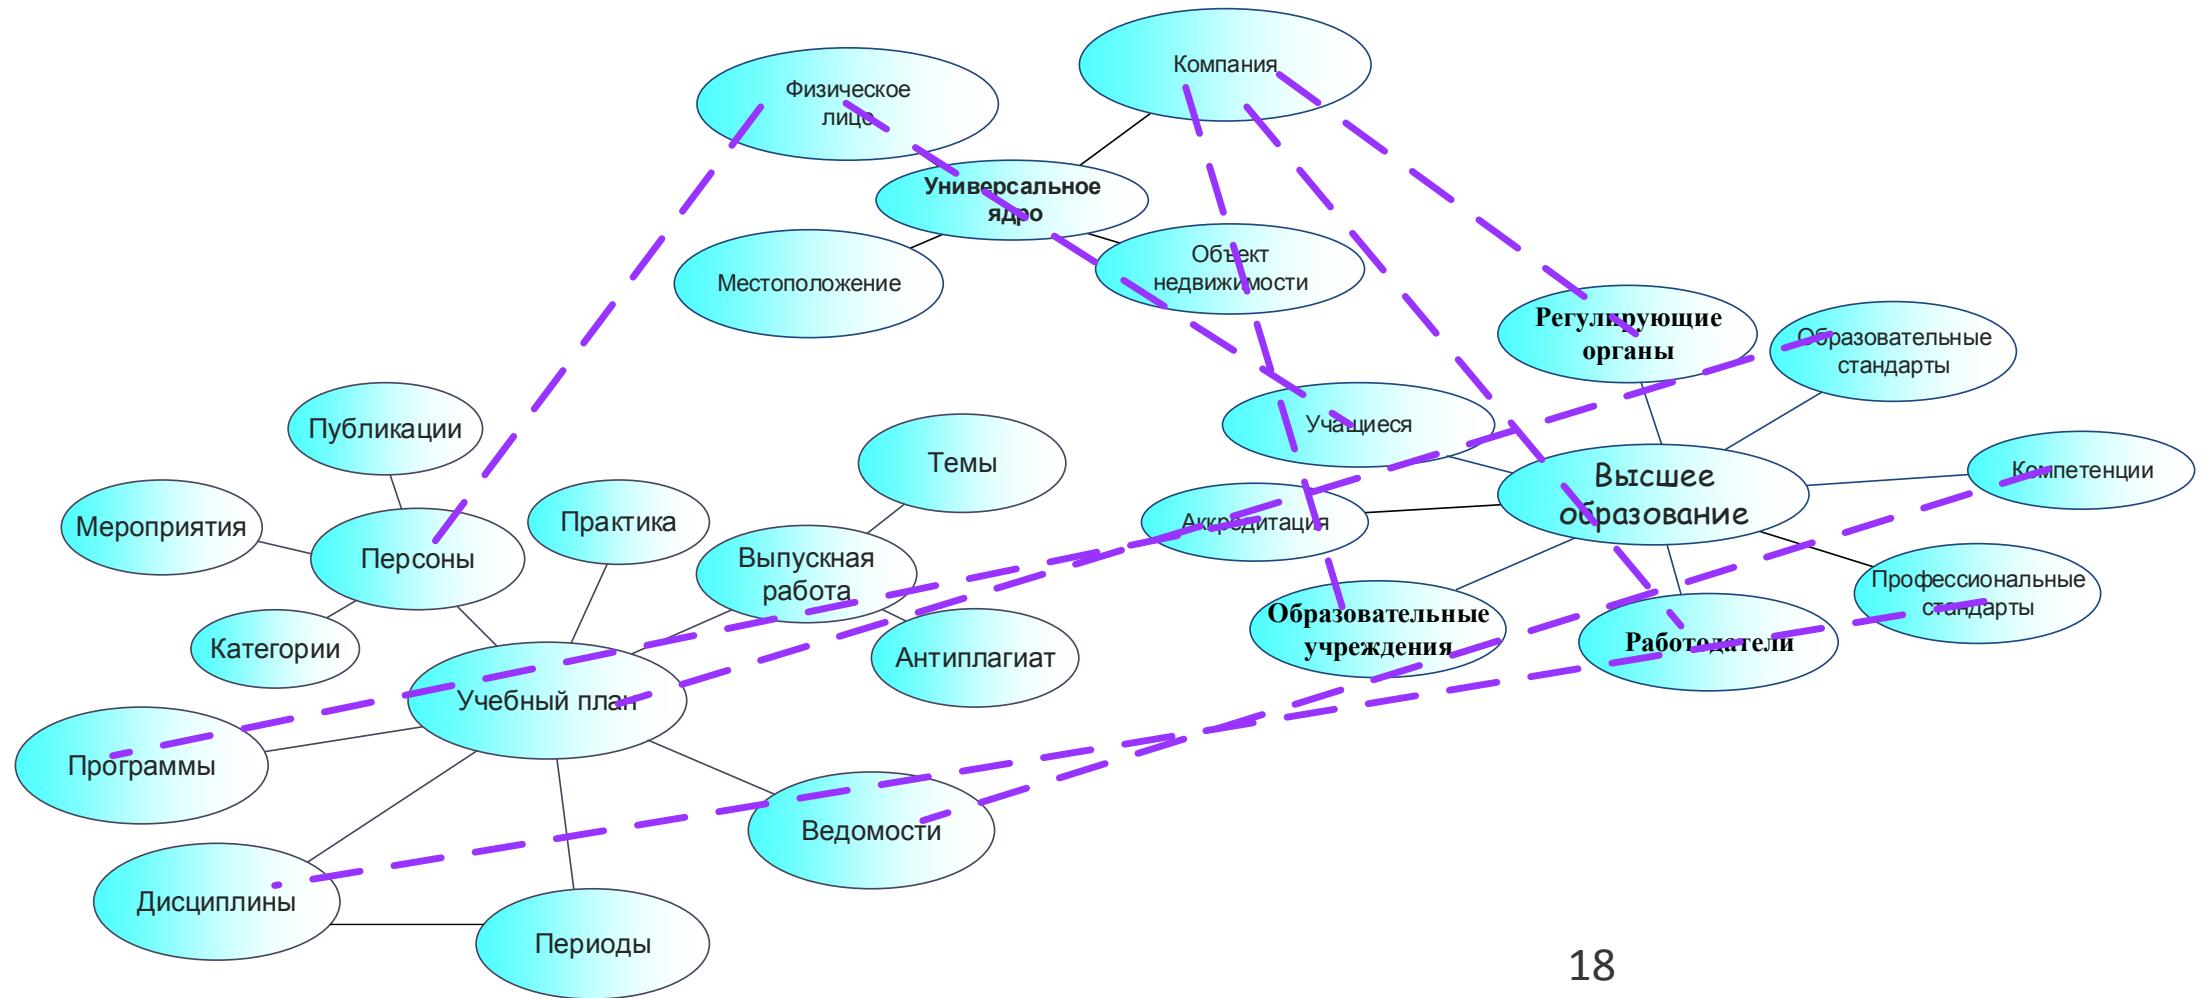 Компания
Физическое
лицо
Универсальное
ядро
Местоположение
Объект
недвижимости
Регулирующие
органы
Образовательные
стандарты
Публикации
Учащиеся
Темы
Высшее
образование
Компетенции
Мероприятия
Практика
Аккредитация
Персоны
Выпускная
работа
Профессиональные
стандарты
Образовательные
учреждения
Работодатели
Категории
Антиплагиат
Учебный план
Программы
Ведомости
Дисциплины
Периоды
18